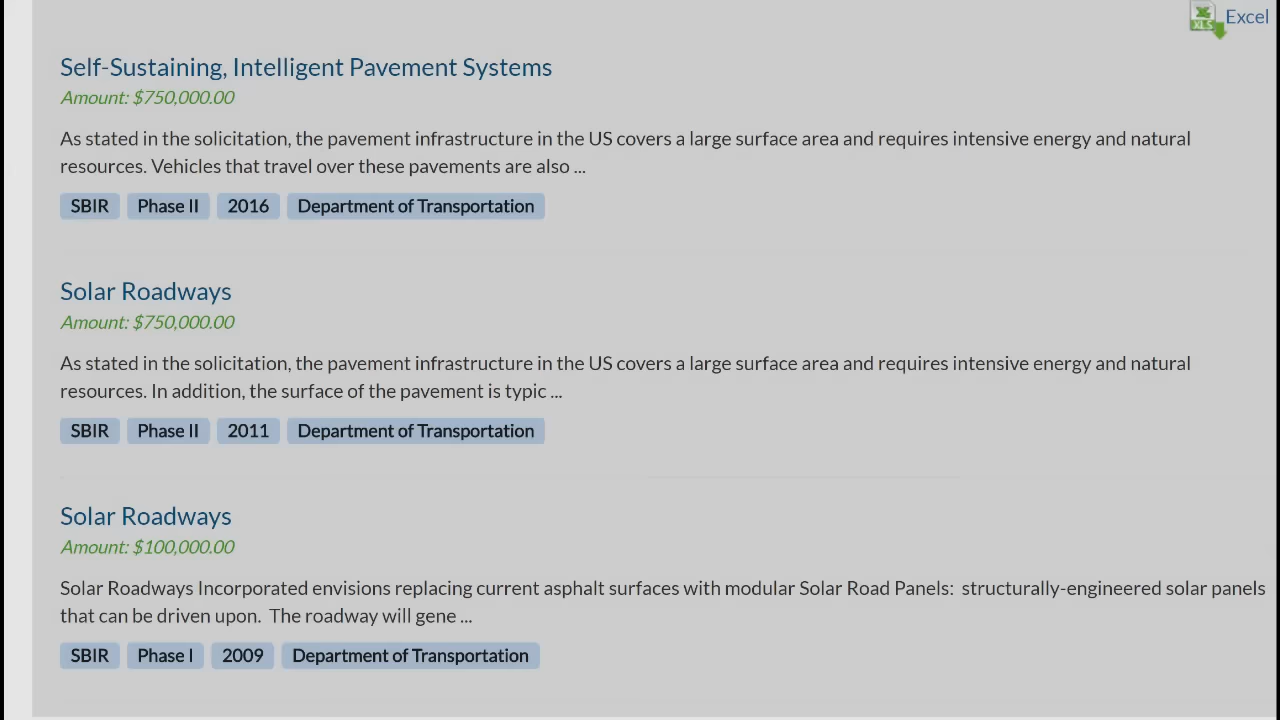 Excel
Self-Sustaining, Intelligent Pavement Systems
Amount: $750,000.00
As stated in the solicitation, the pavement infrastructure in the US covers a large surface area and requires intensive energy and natural
resources. Vehicles that travel over these pavements are also ...
SBIR Phase II 2016 Department of Transportation
Solar Roadways
Amount: $750,000.00
As stated in the solicitation, the pavement infrastructure in the US covers a large surface area and requires intensive energy and natural
resources. In addition, the surface of the pavement is typic ...
SBIR Phase II 2011 Department of Transportation
Solar Roadways
Amount: $100,000.00
Solar Roadways Incorporated envisions replacing current asphalt surfaces with modular Solar Road Panels:  structurally-engineered solar panels
that can be driven upon.  The roadway will gene ...
SBIR Phase I 2009 Department of Transportation